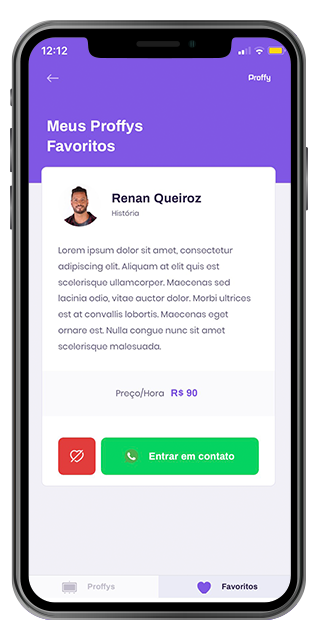 12:12
Proffy
Meus Proffys
Favoritos
Renan Queiroz
História
Lorem ipsum dolor sit amet, consectetur
adipiscing elit. Aliquam at elit quis est
scelerisque ullamcorper. Maecenas sed
lacinia odio, vitae auctor dolor. Morbi ultrices
est at convallis lobortis. Maecenas eget
ornare est. Nulla congue nunc sit amet
scelerisque malesuada.
Preço/Hora R$ 90
Entrar em contato
Proffys Favoritos